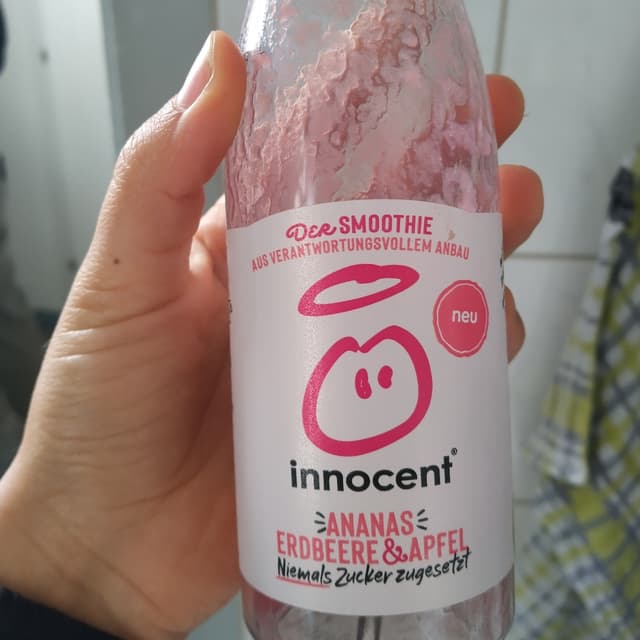 Der SMOOTHIE
AUS VERANTWORTUNGSVOLLEM ANBAU
neu
innocent®
ANANAS
ERDBEERE & APFEL
Niemals Zucker zugesetzt